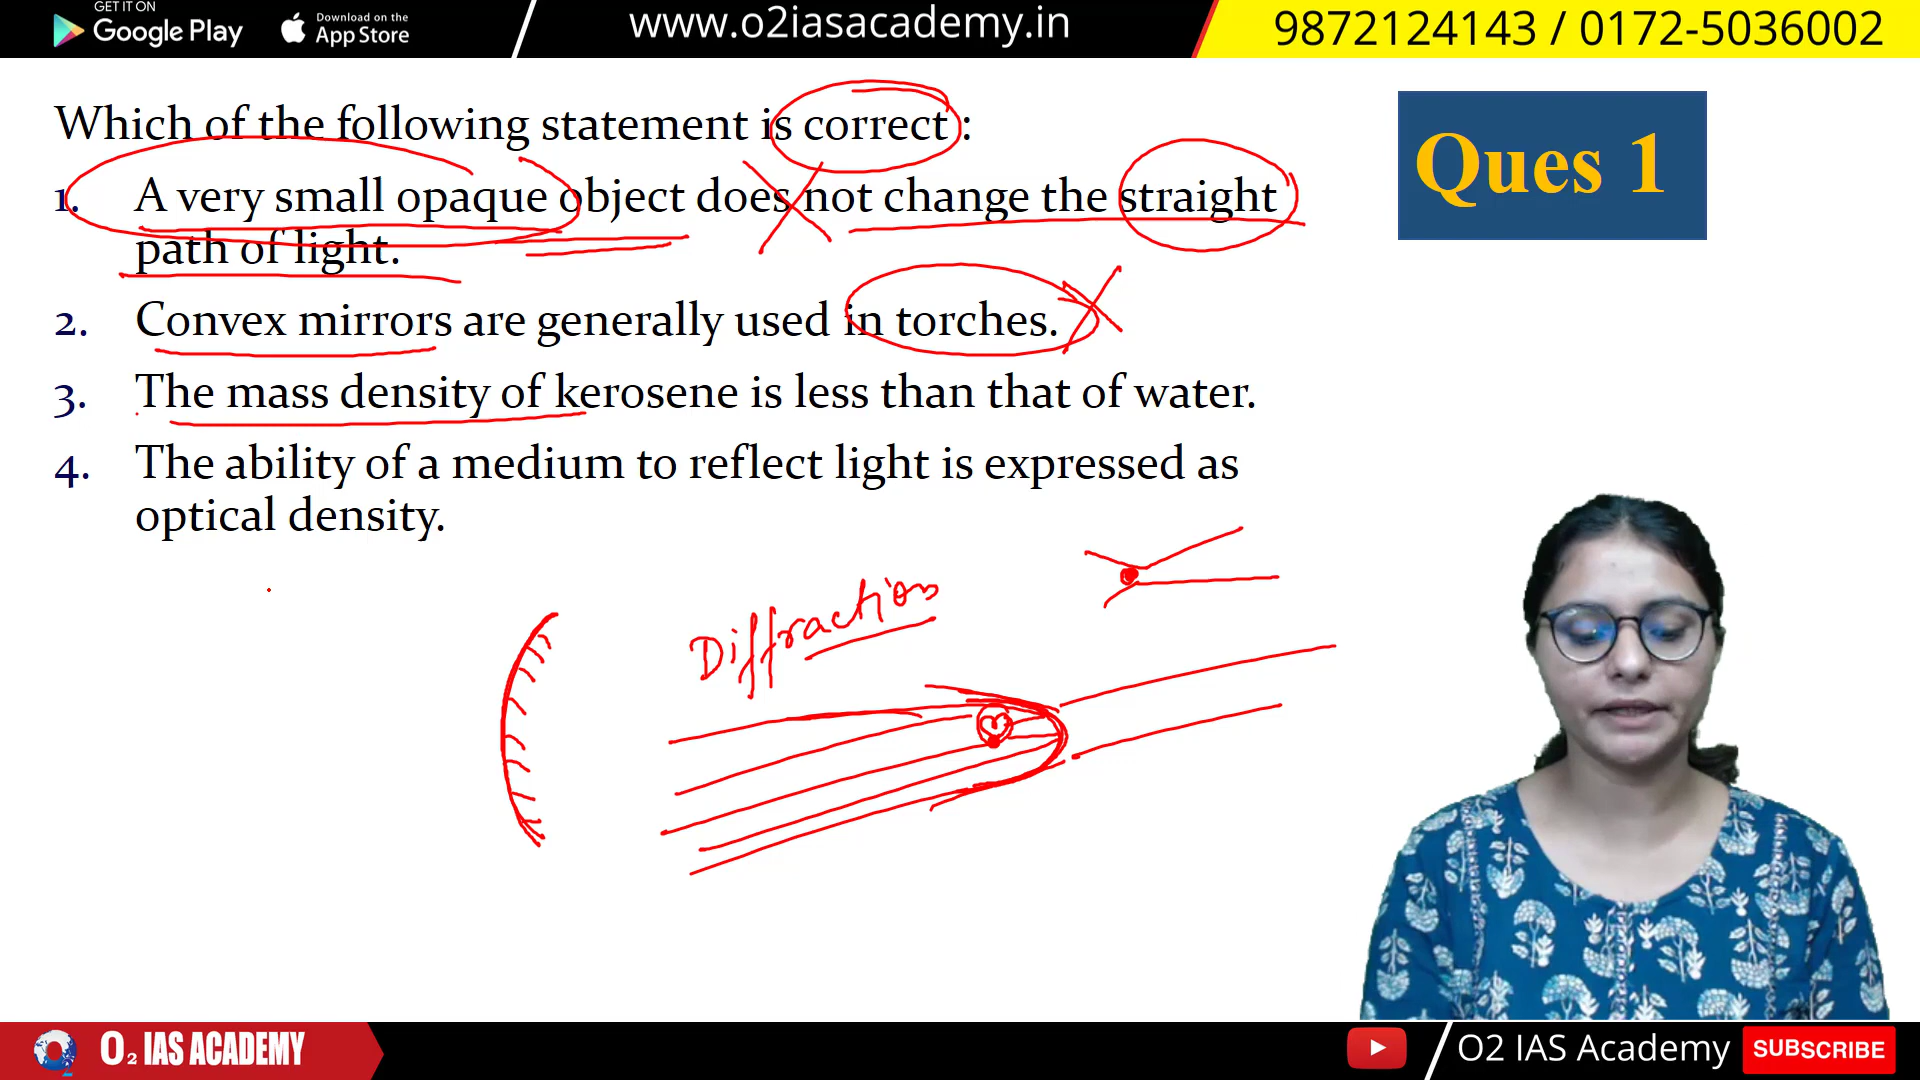 GET IT ON
Google Play
Download on the
App Store
www.o2iasacademy.in
9872124143 / 0172-5036002
Which of the following statement is correct :
Ques 1
1. A very small opaque object does not change the straight
path of light.
2. Convex mirrors are generally used in torches.
3. The mass density of kerosene is less than that of water.
4. The ability of a medium to reflect light is expressed as
optical density.
Diffraction
O2 IAS ACADEMY
O2 IAS Academy
SUBSCRIBE